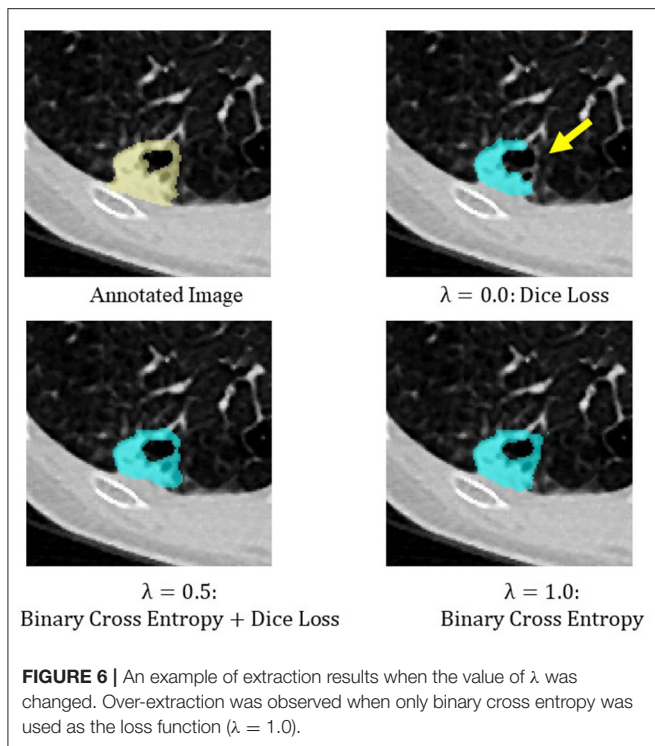 Annotated Image
λ = 0.0: Dice Loss
λ = 0.5:
Binary Cross Entropy + Dice Loss
λ = 1.0:
Binary Cross Entropy
FIGURE 6 | An example of extraction results when the value of λ was
changed. Over-extraction was observed when only binary cross entropy was
used as the loss function (λ = 1.0).